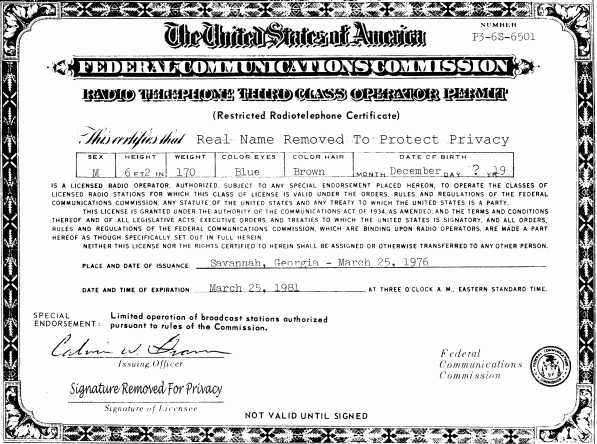 The United States of America
NUMBER
P3-6S-6501
FEDERAL COMMUNICATIONS COMMISSION
RADIO TELEPHONE THIRD CLASS OPERATOR PERMIT
(Restricted Radiotelephone Certificate)
This certifies that Real Name Removed To Protect Privacy
SEX HEIGHT WEIGHT COLOR EYES COLOR HAIR DATE OF BIRTH
M 6 FT 2 IN 170 Blue Brown MONTH December DAY ? YR 19
IS A LICENSED RADIO OPERATOR, AUTHORIZED, SUBJECT TO ANY SPECIAL ENDORSEMENT PLACED HEREON, TO OPERATE THE CLASSES
OF LICENSED RADIO STATIONS FOR WHICH THIS CLASS OF LICENSE IS VALID UNDER THE ORDERS, RULES AND REGULATIONS OF THE FEDERAL
COMMUNICATIONS COMMISSION, ANY STATUTE OF THE UNITED STATES AND ANY TREATY TO WHICH THE UNITED STATES IS A PARTY.
THIS LICENSE IS GRANTED UNDER THE AUTHORITY OF THE COMMUNICATIONS ACT OF 1934, AS AMENDED, AND THE TERMS AND CONDITIONS
THEREOF AND OF ALL LEGISLATIVE ACTS, EXECUTIVE ORDERS, AND TREATIES TO WHICH THE UNITED STATES IS SIGNATORY, AND ALL ORDERS,
RULES AND REGULATIONS OF THE FEDERAL COMMUNICATIONS COMMISSION, WHICH ARE BINDING UPON RADIO OPERATORS, ARE MADE A PART
HEREOF AS THOUGH SPECIFICALLY SET OUT IN FULL HEREIN.
NEITHER THIS LICENSE NOR THE RIGHTS CERTIFIED TO HEREIN SHALL BE ASSIGNED OR OTHERWISE TRANSFERRED TO ANY OTHER PERSON.
PLACE AND DATE OF ISSUANCE: Savannah, Georgia - March 25, 1976
DATE AND TIME OF EXPIRATION: March 25, 1981 AT THREE O'CLOCK A. M., EASTERN STANDARD TIME.
SPECIAL
ENDORSEMENT:
Limited operation of broadcast stations authorized
pursuant to rules of the Commission.
Calvin W.
Issuing Officer
Federal
Communications
Commission
Signature Removed For Privacy
Signature of Licensee
NOT VALID UNTIL SIGNED